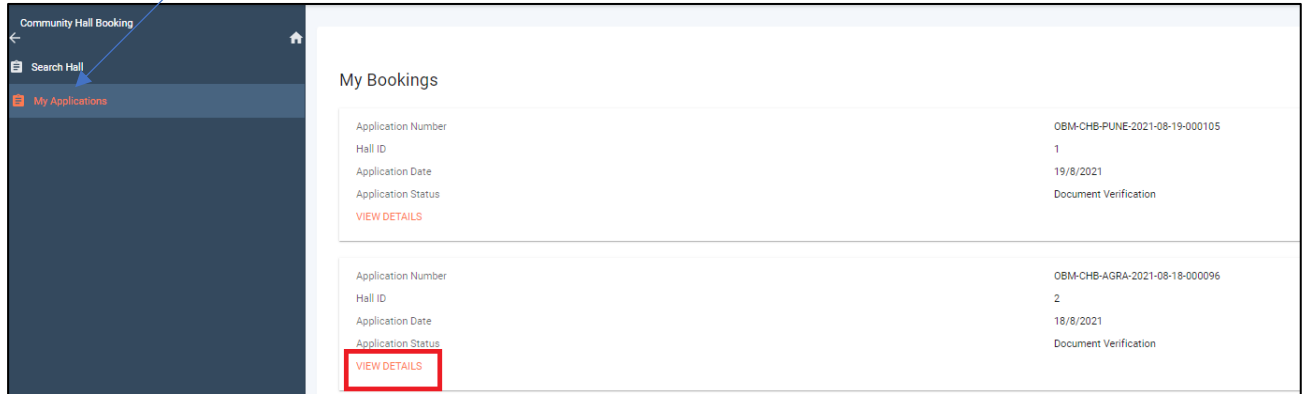 Community Hall Booking
Search Hall
My Applications
My Bookings
Application Number OBM-CHB-PUNE-2021-08-19-000105
Hall ID 1
Application Date 19/8/2021
Application Status Document Verification
VIEW DETAILS
Application Number OBM-CHB-AGRA-2021-08-18-000096
Hall ID 2
Application Date 18/8/2021
Application Status Document Verification
VIEW DETAILS